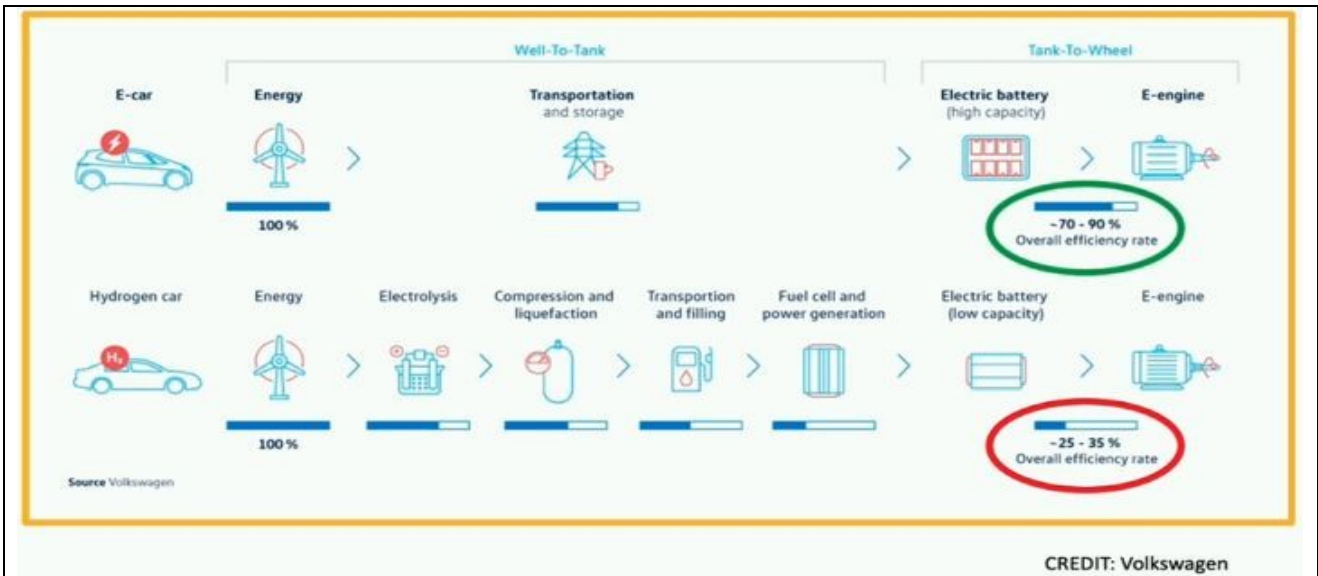 Well-To-Tank
Tank-To-Wheel
E-car
Energy
Transportation
and storage
Electric battery
(high capacity)
E-engine
100 %
~70 - 90 %
Overall efficiency rate
Hydrogen car
Energy
Electrolysis
Compression and
liquefaction
Transportion
and filling
Fuel cell and
power generation
Electric battery
(low capacity)
E-engine
H₂
100 %
~25 - 35 %
Overall efficiency rate
Source Volkswagen
CREDIT: Volkswagen